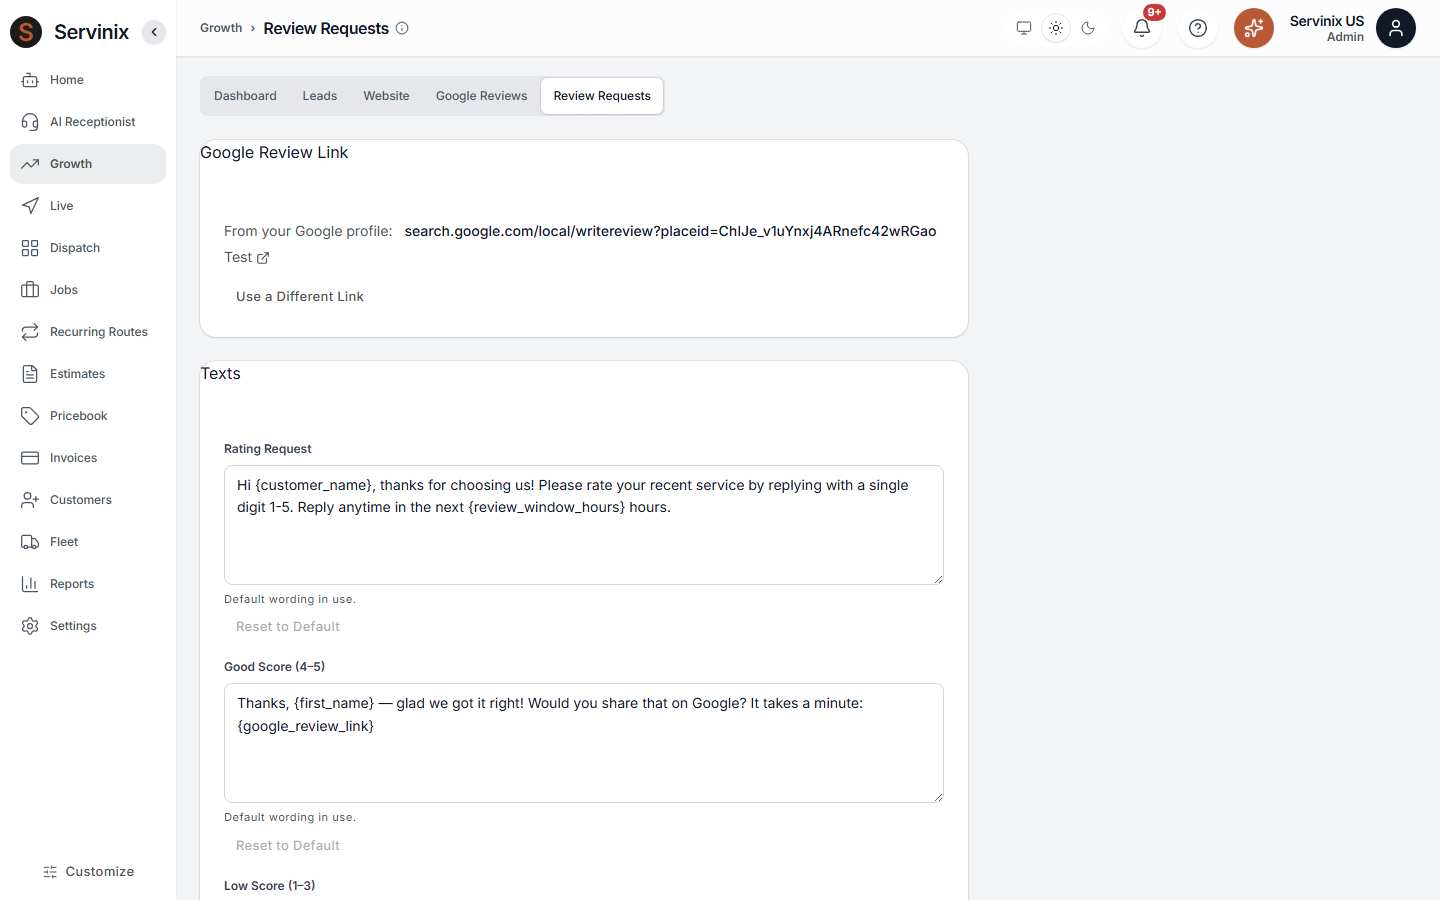 Servinix
Growth › Review Requests
9+
Servinix US
Admin
Home
AI Receptionist
Growth
Live
Dispatch
Jobs
Recurring Routes
Estimates
Pricebook
Invoices
Customers
Fleet
Reports
Settings
Customize
Dashboard
Leads
Website
Google Reviews
Review Requests
Google Review Link
From your Google profile: search.google.com/local/writereview?placeid=ChIJe_v1uYnxj4ARnefc42wRGao
Test
Use a Different Link
Texts
Rating Request
Hi {customer_name}, thanks for choosing us! Please rate your recent service by replying with a single
digit 1-5. Reply anytime in the next {review_window_hours} hours.
Default wording in use.
Reset to Default
Good Score (4–5)
Thanks, {first_name} — glad we got it right! Would you share that on Google? It takes a minute:
{google_review_link}
Default wording in use.
Reset to Default
Low Score (1–3)